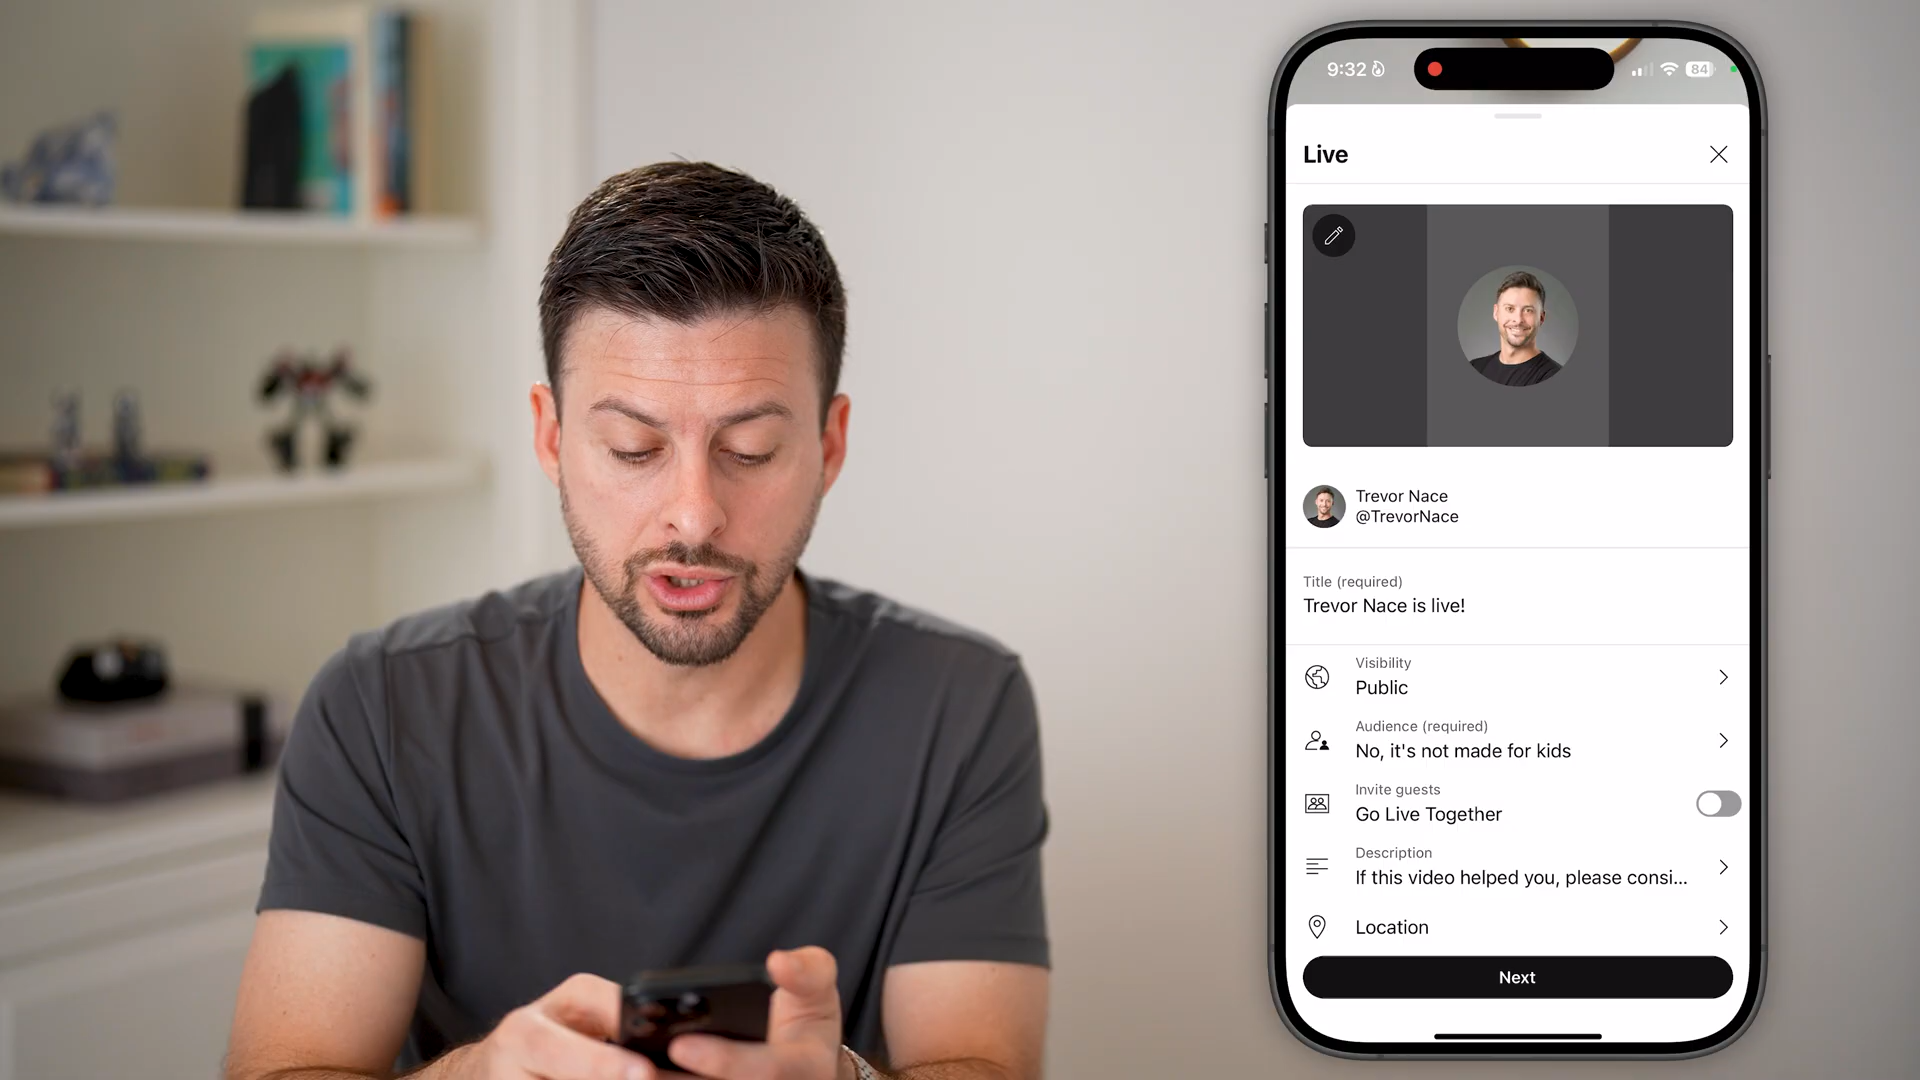 9:32
84
Live
Trevor Nace
@TrevorNace
Title (required)
Trevor Nace is live!
Visibility
Public
Audience (required)
No, it's not made for kids
Invite guests
Go Live Together
Description
If this video helped you, please consi...
Location
Next